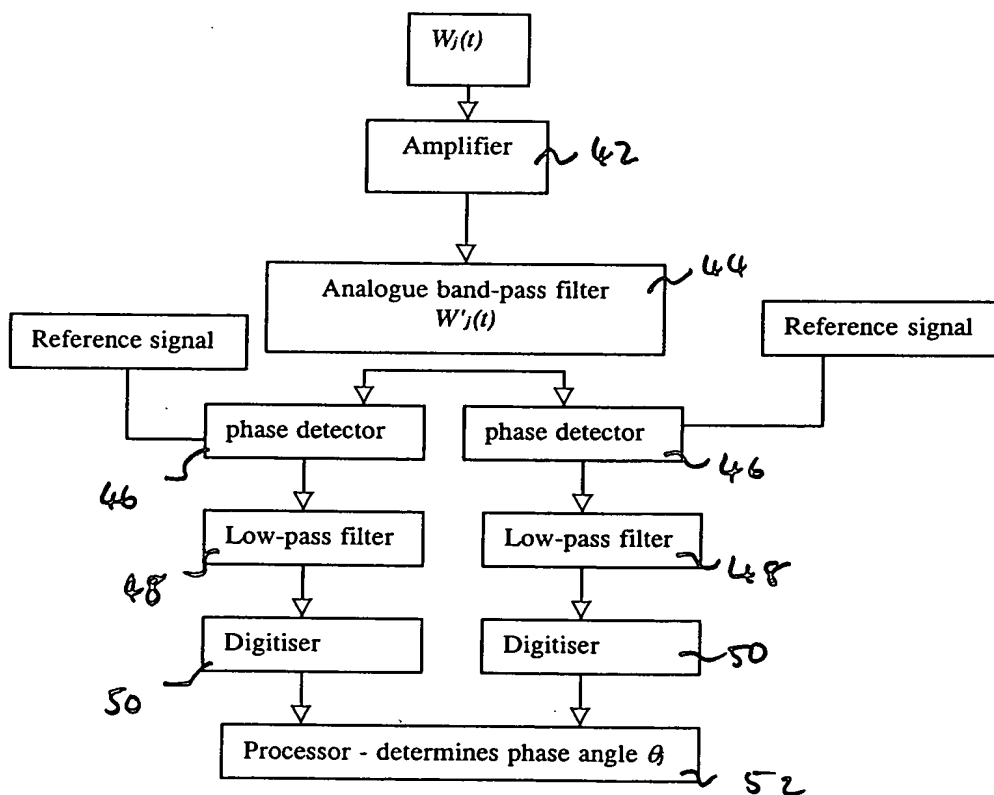 Wj(t)
Amplifier
42
Analogue band-pass filter
W'j(t)
44
Reference signal
Reference signal
phase detector
phase detector
46
46
Low-pass filter
Low-pass filter
48
48
Digitiser
Digitiser
50
50
Processor - determines phase angle θj
52